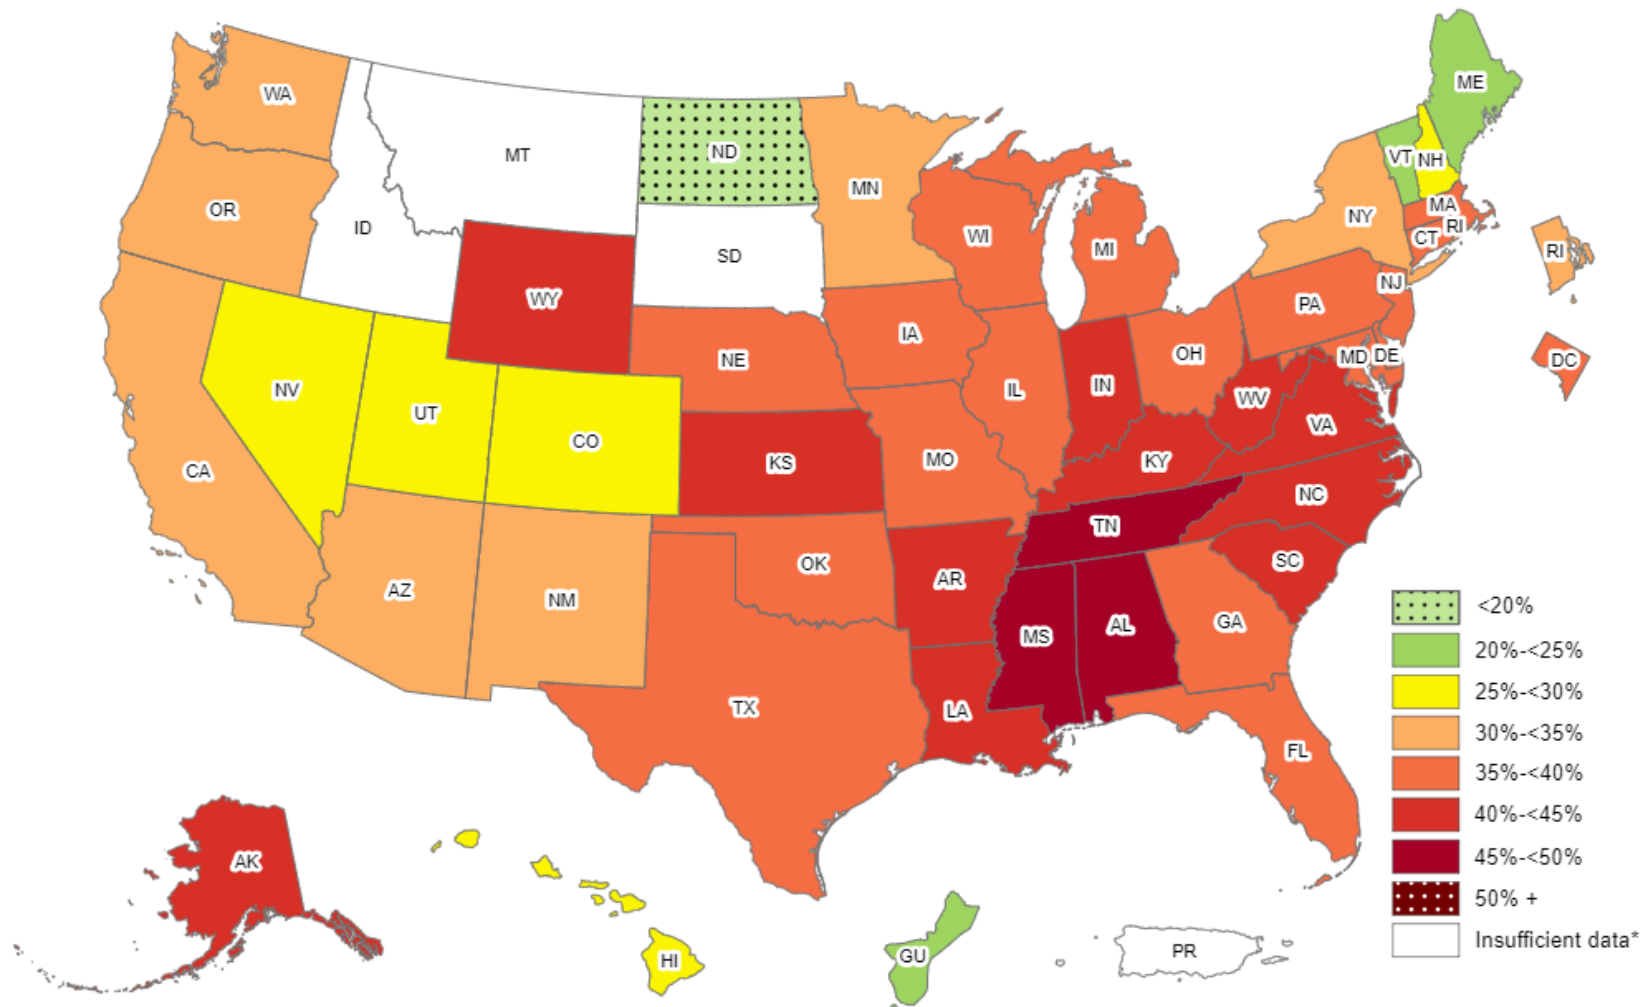 WA
MT
ND
MN
ME
VT
NH
OR
ID
SD
WI
MI
NY
MA
RI
CT
RI
WY
NE
IA
PA
NJ
NV
UT
CO
IL
IN
OH
MD
DE
DC
CA
KS
MO
WV
VA
KY
NC
AZ
NM
OK
AR
TN
SC
MS
AL
GA
TX
LA
FL
AK
HI
GU
PR
<20%
20%-<25%
25%-<30%
30%-<35%
35%-<40%
40%-<45%
45%-<50%
50% +
Insufficient data*